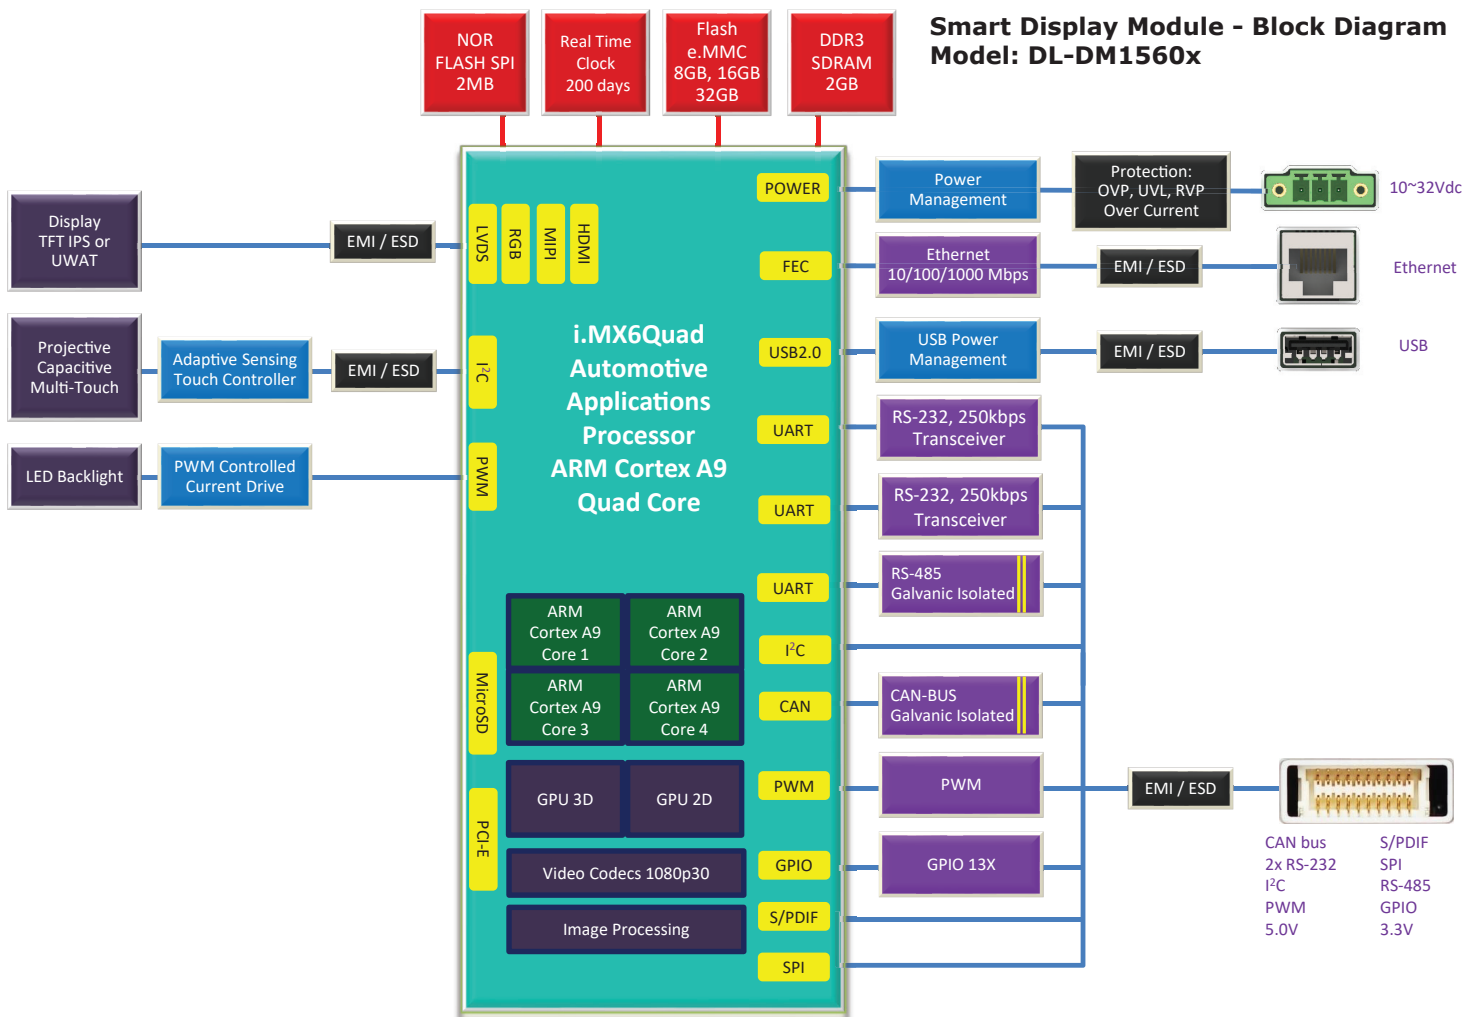 Smart Display Module - Block Diagram
Model: DL-DM1560x
NOR
FLASH SPI
2MB
Real Time
Clock
200 days
Flash
e.MMC
8GB, 16GB
32GB
DDR3
SDRAM
2GB
Display
TFT IPS or
UWAT
EMI / ESD
LVDS
RGB
MIPI
HDMI
Projective
Capacitive
Multi-Touch
Adaptive Sensing
Touch Controller
EMI / ESD
I²C
LED Backlight
PWM Controlled
Current Drive
PWM
i.MX6Quad
Automotive
Applications
Processor
ARM Cortex A9
Quad Core
MicroSD
PCI-E
ARM
Cortex A9
Core 1
ARM
Cortex A9
Core 2
ARM
Cortex A9
Core 3
ARM
Cortex A9
Core 4
GPU 3D
GPU 2D
Video Codecs 1080p30
Image Processing
POWER
Power
Management
Protection:
OVP, UVL, RVP
Over Current
10~32Vdc
FEC
Ethernet
10/100/1000 Mbps
EMI / ESD
Ethernet
USB2.0
USB Power
Management
EMI / ESD
USB
UART
RS-232, 250kbps
Transceiver
UART
RS-232, 250kbps
Transceiver
UART
RS-485
Galvanic Isolated
I²C
CAN
CAN-BUS
Galvanic Isolated
PWM
PWM
EMI / ESD
GPIO
GPIO 13X
S/PDIF
SPI
CAN bus
2x RS-232
I²C
PWM
5.0V
S/PDIF
SPI
RS-485
GPIO
3.3V